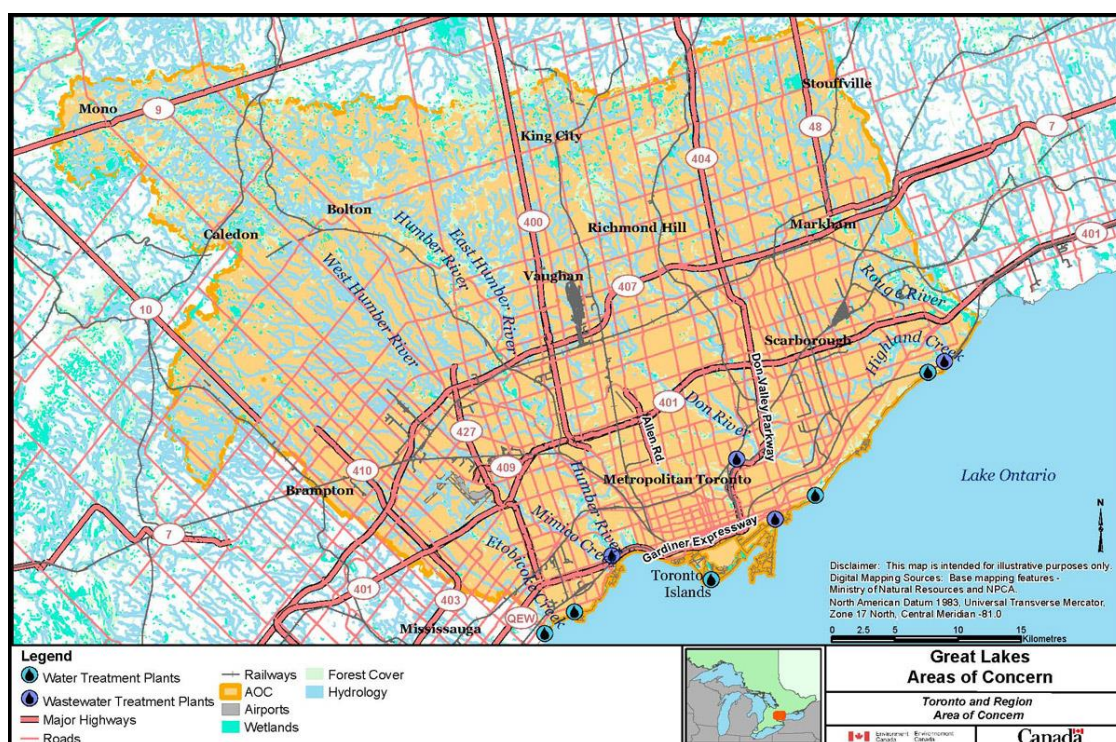 Mono
9
Stouffville
48
7
King City
404
400
Bolton
Richmond Hill
Markham
Caledon
Humber River
East Humber River
Vaughan
407
401
West Humber River
Rouge River
10
Scarborough
Highland Creek
Don Valley Parkway
401
Don River
Allen Rd.
427
410
409
Metropolitan Toronto
Lake Ontario
Brampton
Humber River
Mimico Creek
Gardiner Expressway
7
Etobicoke Creek
Toronto
Islands
401
403
QEW
Mississauga
N
Disclaimer: This map is intended for illustrative purposes only.
Digital Mapping Sources. Base mapping features -
Ministry of Natural Resources and NPCA.
North American Datum 1983, Universal Transverse Mercator,
Zone 17 North, Central Meridian -81.0
0 2.5 5 10 15
Kilometres
Legend
Water Treatment Plants
Wastewater Treatment Plants
Major Highways
Roads
Railways
AOC
Airports
Wetlands
Forest Cover
Hydrology
Great Lakes
Areas of Concern
Toronto and Region
Area of Concern
Environment Canada
Environnement Canada
Canada